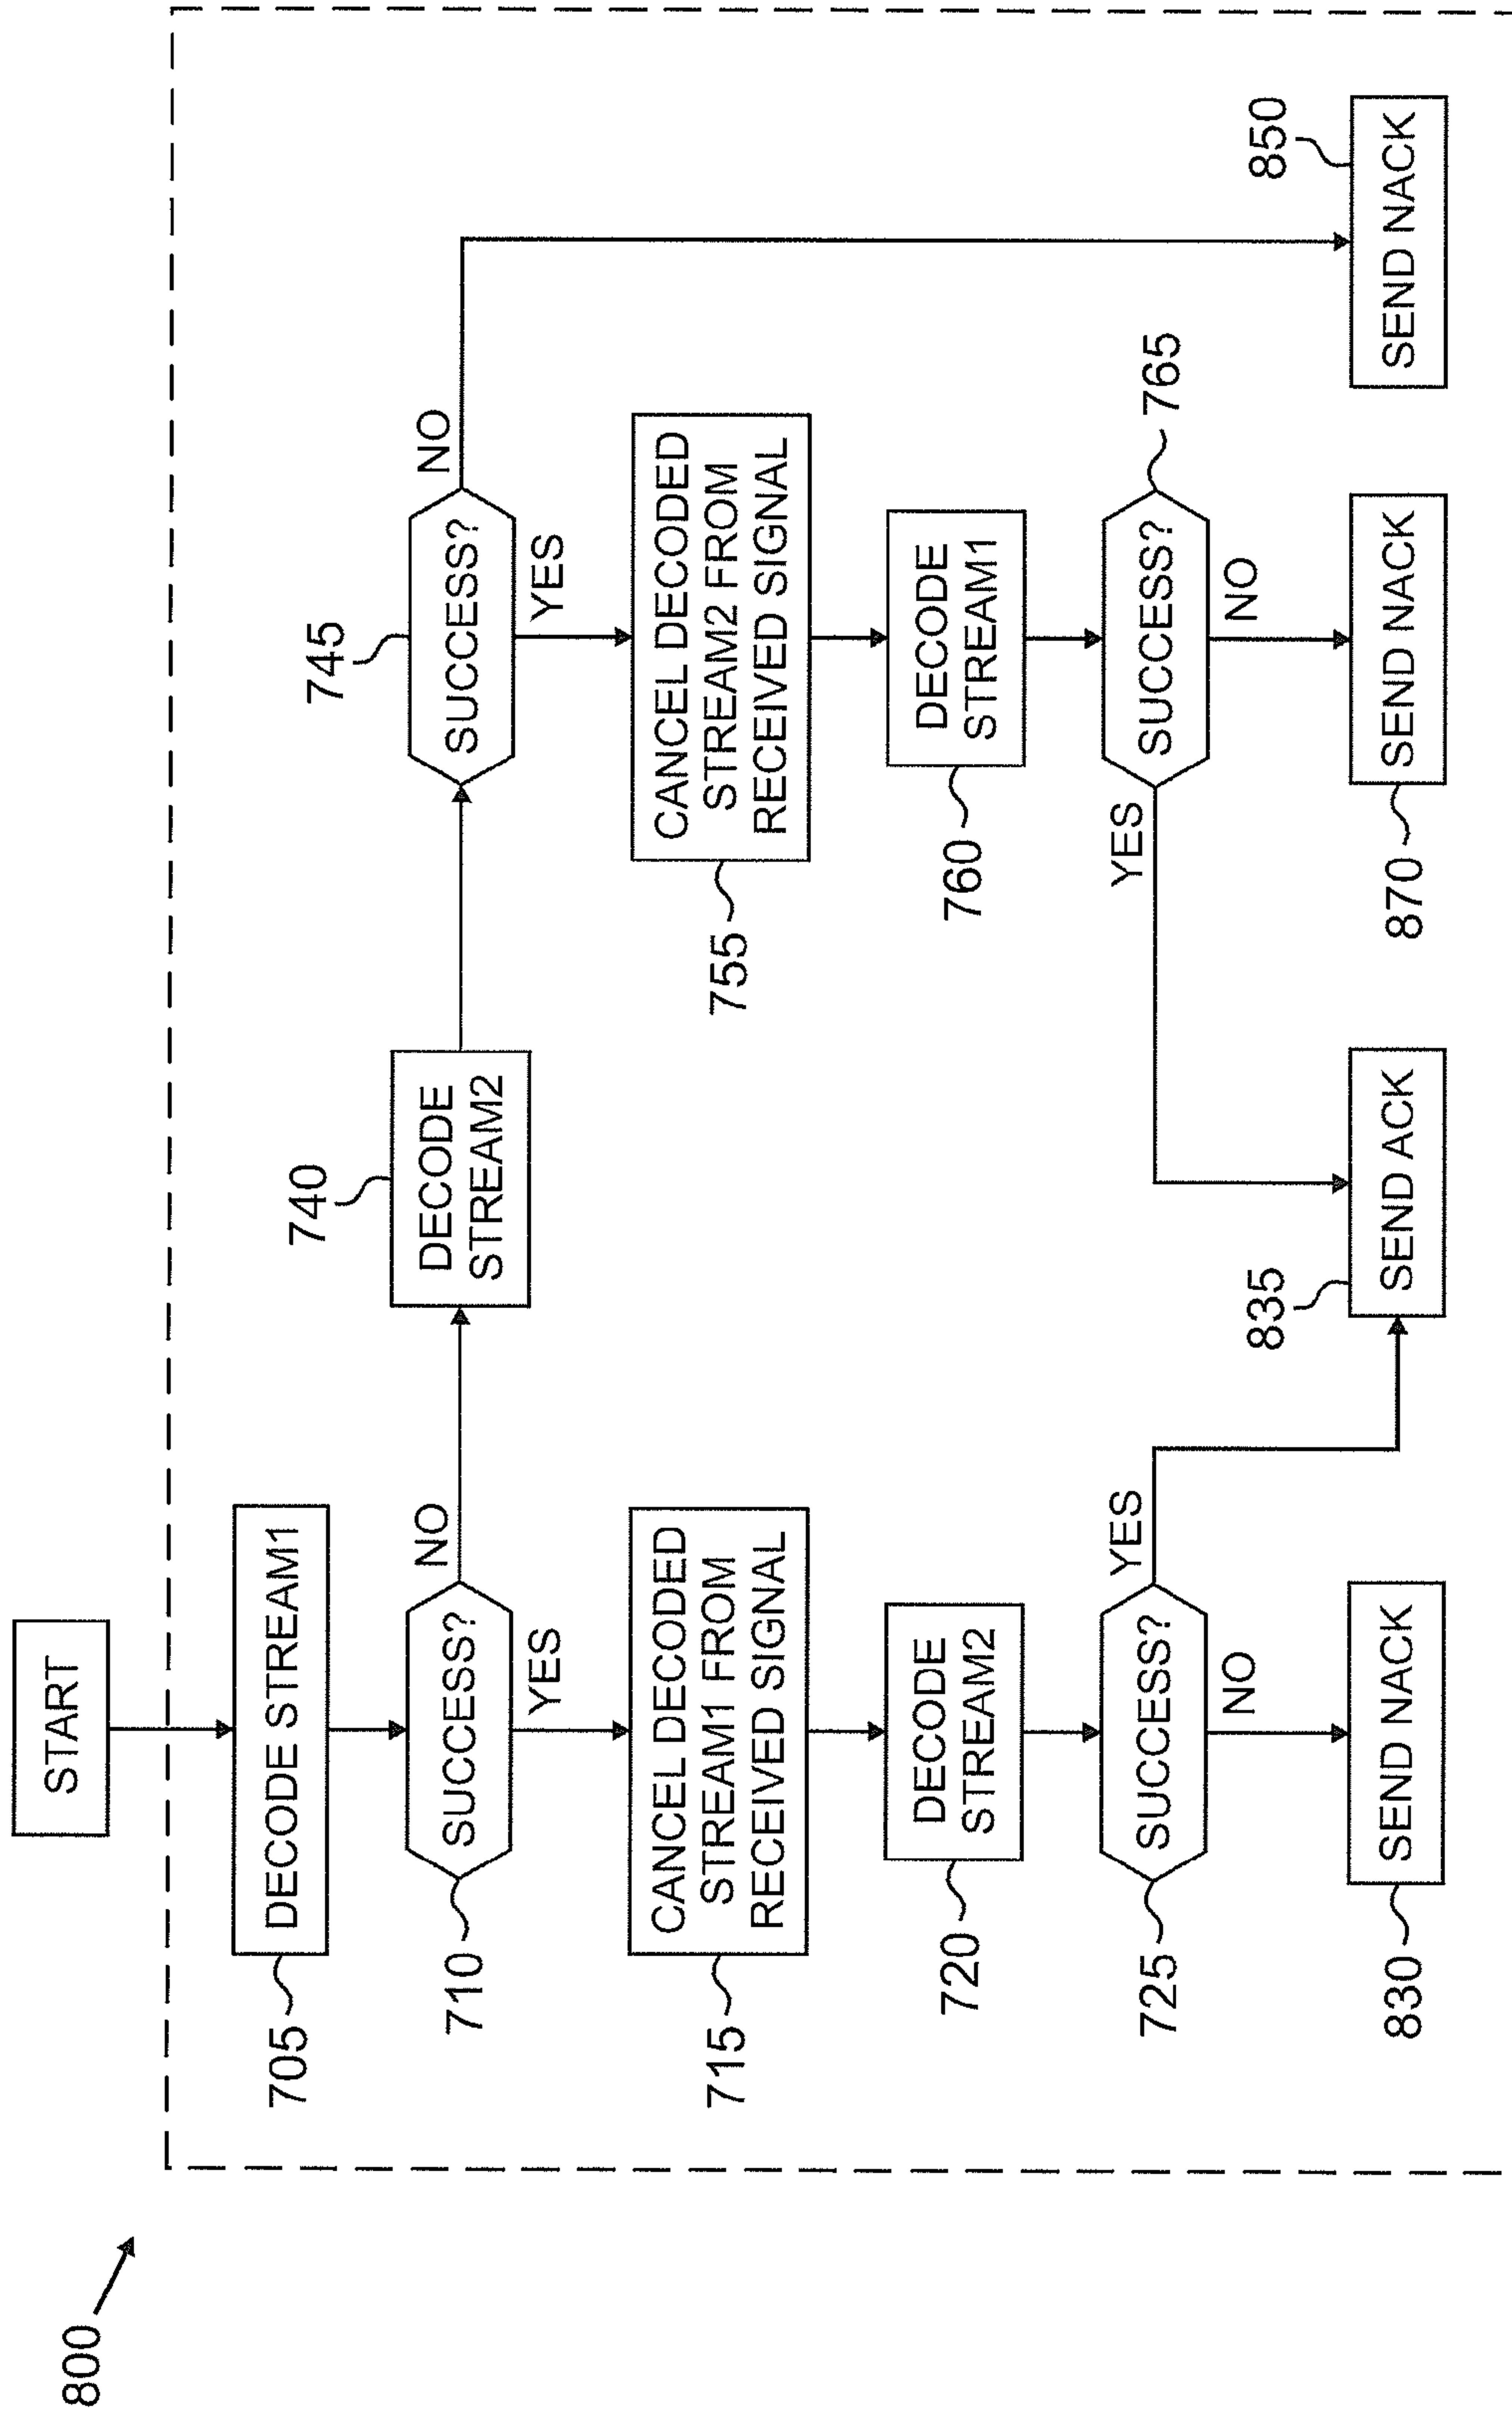 800
START
705
DECODE STREAM1
710
SUCCESS?
NO
YES
740
DECODE
STREAM2
745
SUCCESS?
NO
YES
715
CANCEL DECODED
STREAM1 FROM
RECEIVED SIGNAL
755
CANCEL DECODED
STREAM2 FROM
RECEIVED SIGNAL
720
DECODE
STREAM2
760
DECODE
STREAM1
725
SUCCESS?
YES
NO
YES
SUCCESS?
765
NO
830
SEND NACK
835
SEND ACK
870
SEND NACK
850
SEND NACK